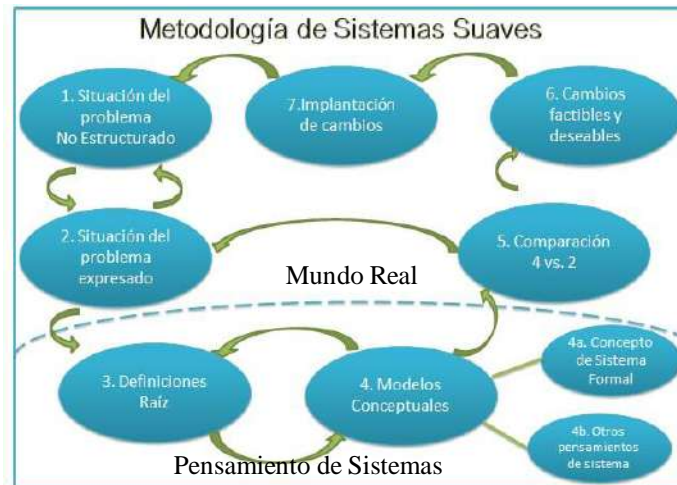 Metodología de Sistemas Suaves
1. Situación del
problema
No Estructurado
7.Implantación
de cambios
6. Cambios
factibles y
deseables
2. Situación del
problema
expresado
5. Comparación
4 vs. 2
Mundo Real
3. Definiciones
Raíz
4. Modelos
Conceptuales
4a. Concepto
de Sistema
Formal
4b. Otros
pensamientos
de sistema
Pensamiento de Sistemas